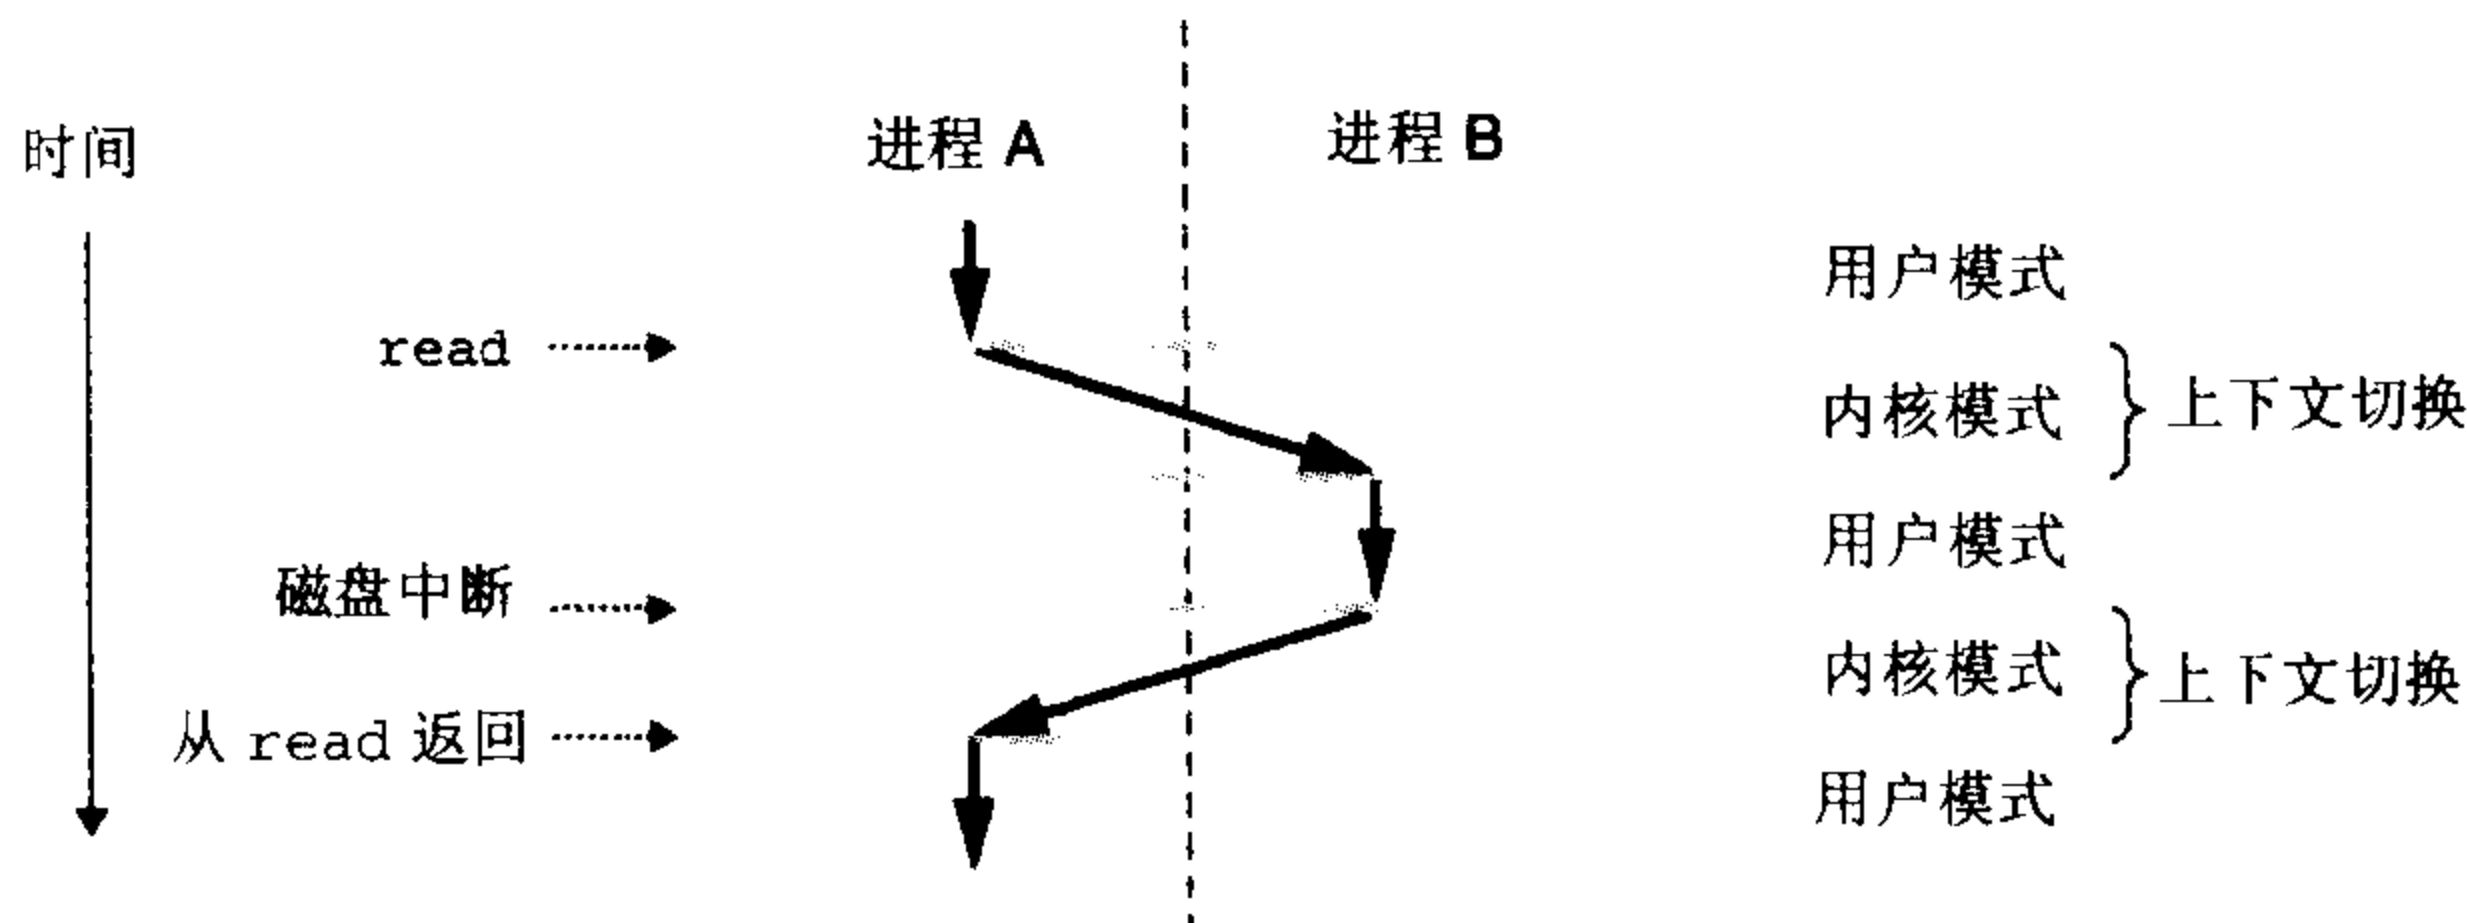 时间
进程 A
进程 B
用户模式
read
内核模式
上下文切换
用户模式
磁盘中断
内核模式
上下文切换
从 read 返回
用户模式